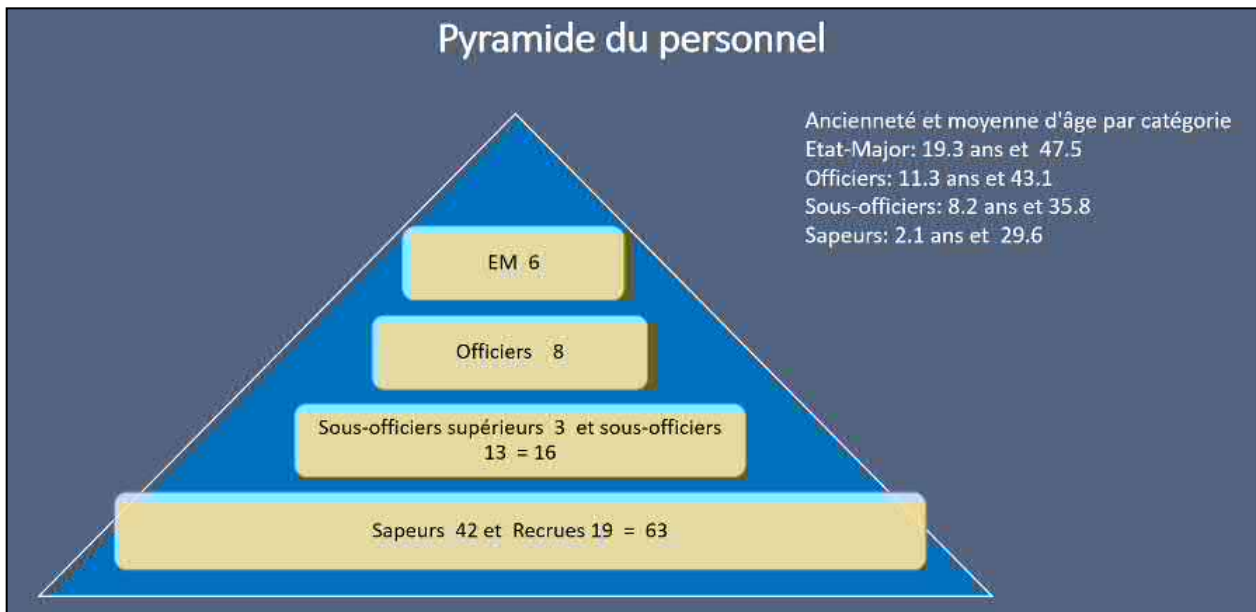 Pyramide du personnel
Ancienneté et moyenne d'âge par catégorie
Etat-Major: 19.3 ans et 47.5
Officiers: 11.3 ans et 43.1
Sous-officiers: 8.2 ans et 35.8
Sapeurs: 2.1 ans et 29.6
EM 6
Officiers 8
Sous-officiers supérieurs 3 et sous-officiers
13 = 16
Sapeurs 42 et Recrues 19 = 63